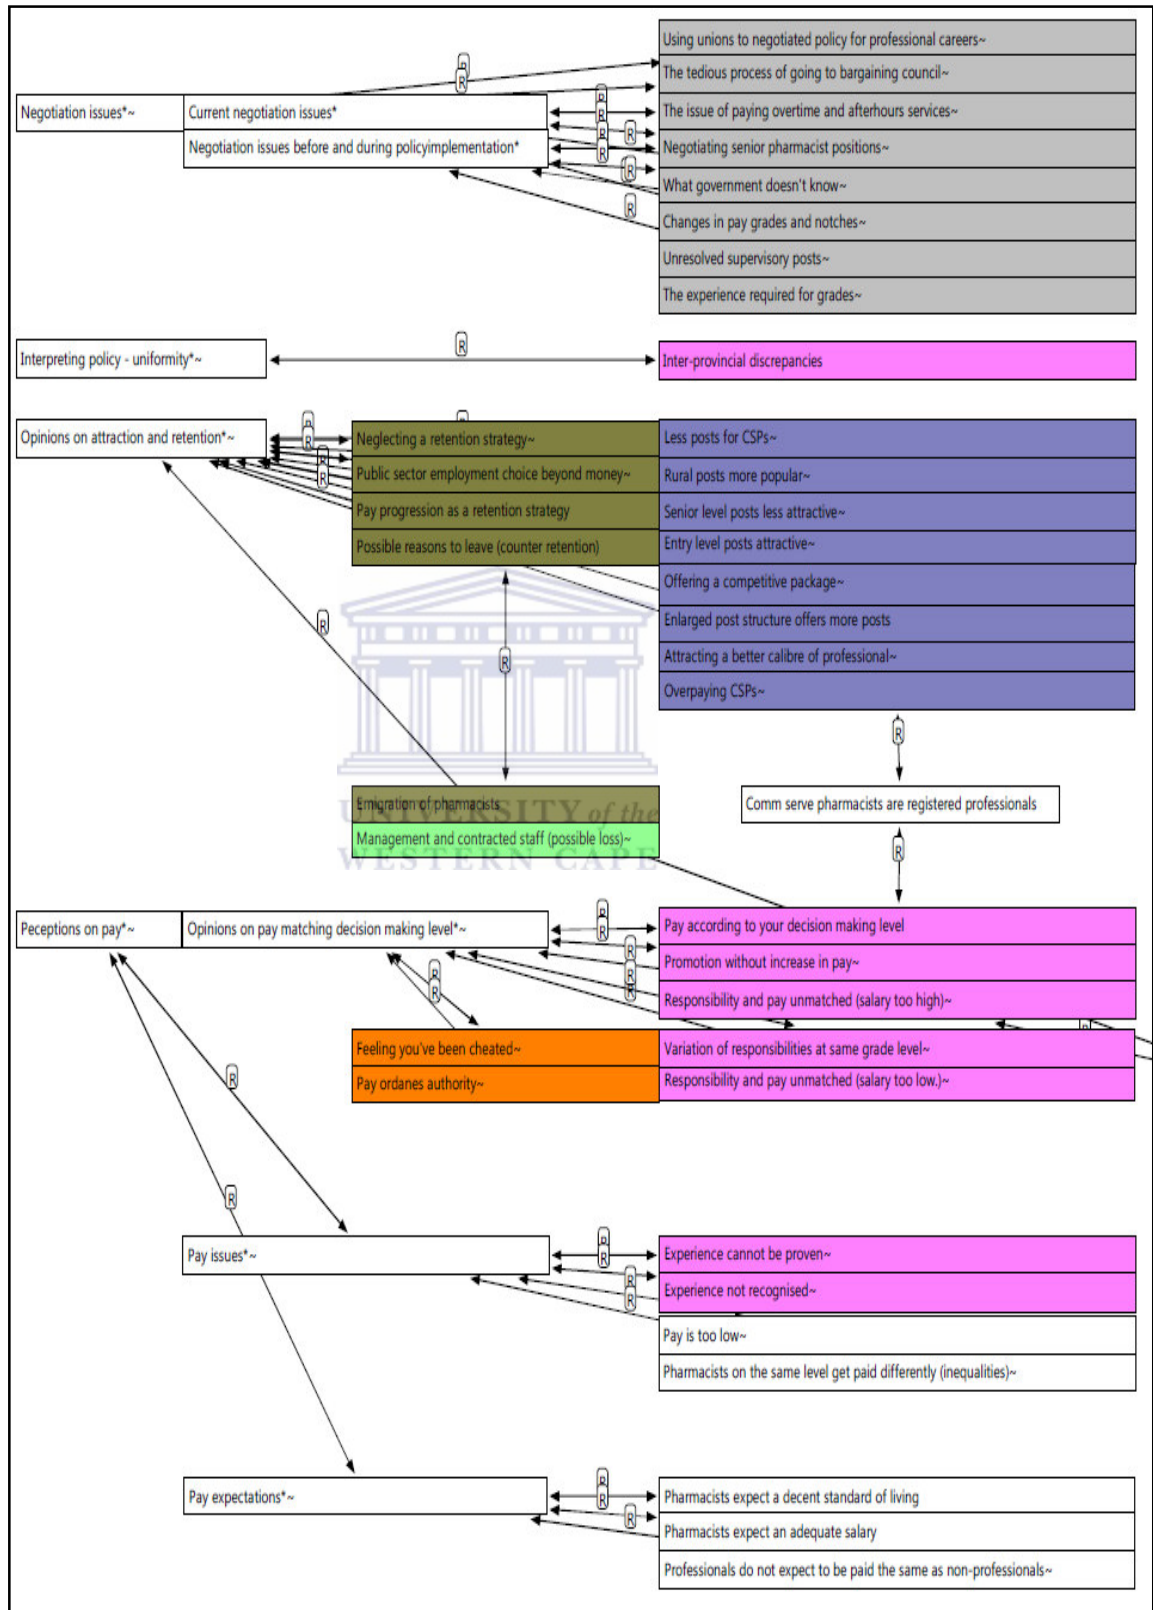 Using unions to negotiated policy for professional careers~
The tedious process of going to bargaining council~
Negotiation issues*~
Current negotiation issues*
The issue of paying overtime and afterhours services~
Negotiation issues before and during policyimplementation*
Negotiating senior pharmacist positions~
What government doesn't know~
Changes in pay grades and notches~
Unresolved supervisory posts~
The experience required for grades~
R
R
R
R
R
R
R
Interpreting policy - uniformity*~
R
Inter-provincial discrepancies
Opinions on attraction and retention*~
R
R
R
Neglecting a retention strategy~
Less posts for CSPs~
Public sector employment choice beyond money~
Rural posts more popular~
Pay progression as a retention strategy
Senior level posts less attractive~
Possible reasons to leave (counter retention)
Entry level posts attractive~
Offering a competitive package~
Enlarged post structure offers more posts
Attracting a better calibre of professional~
Overpaying CSPs~
R
R
R
Emigration of pharmacists
Comm serve pharmacists are registered professionals
UNIVERSITY of the
Management and contracted staff (possible loss)~
WESTERN CAPE
R
Peceptions on pay*~
Opinions on pay matching decision making level*~
R
R
R
R
Pay according to your decision making level
Promotion without increase in pay~
Responsibility and pay unmatched (salary too high)~
R
R
Feeling you've been cheated~
Variation of responsibilities at same grade level~
Pay ordanes authority~
Responsibility and pay unmatched (salary too low.)~
R
R
Pay issues*~
R
R
R
Experience cannot be proven~
Experience not recognised~
Pay is too low~
Pharmacists on the same level get paid differently (inequalities)~
Pay expectations*~
R
R
Pharmacists expect a decent standard of living
Pharmacists expect an adequate salary
Professionals do not expect to be paid the same as non-professionals~